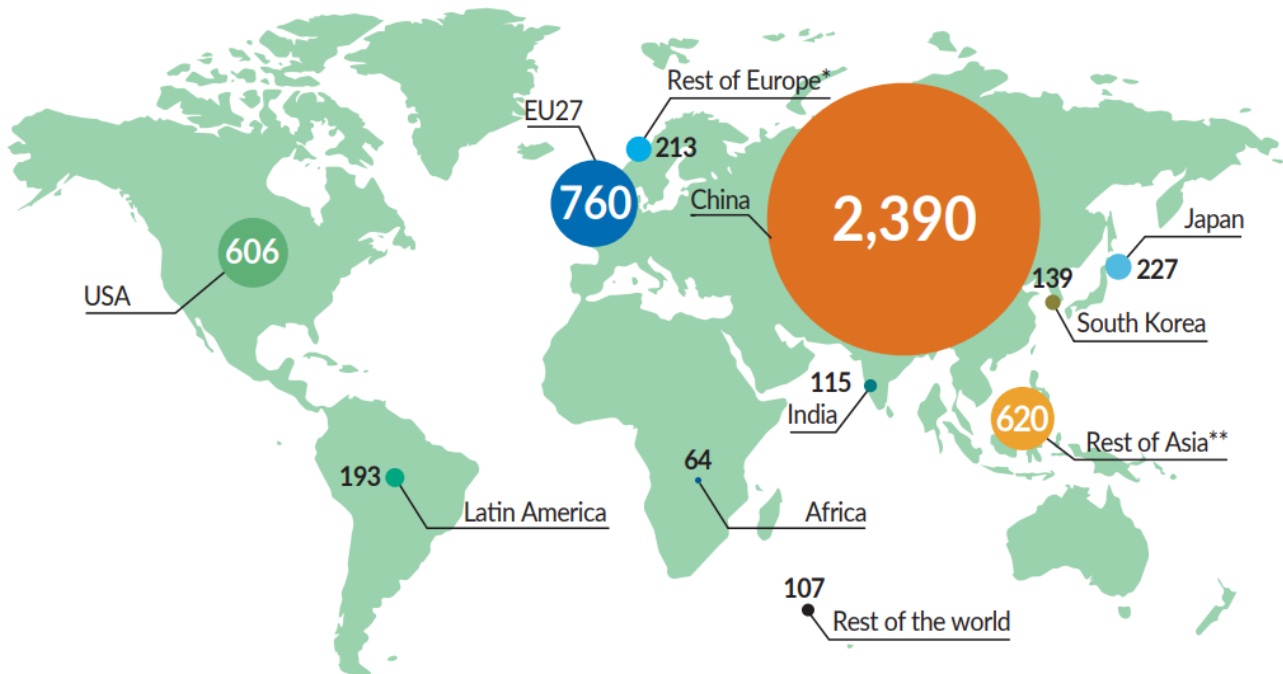 Rest of Europe*
213
EU27
760
China
2,390
Japan
227
606
USA
139
South Korea
115
India
620
Rest of Asia**
193
Latin America
64
Africa
107
Rest of the world